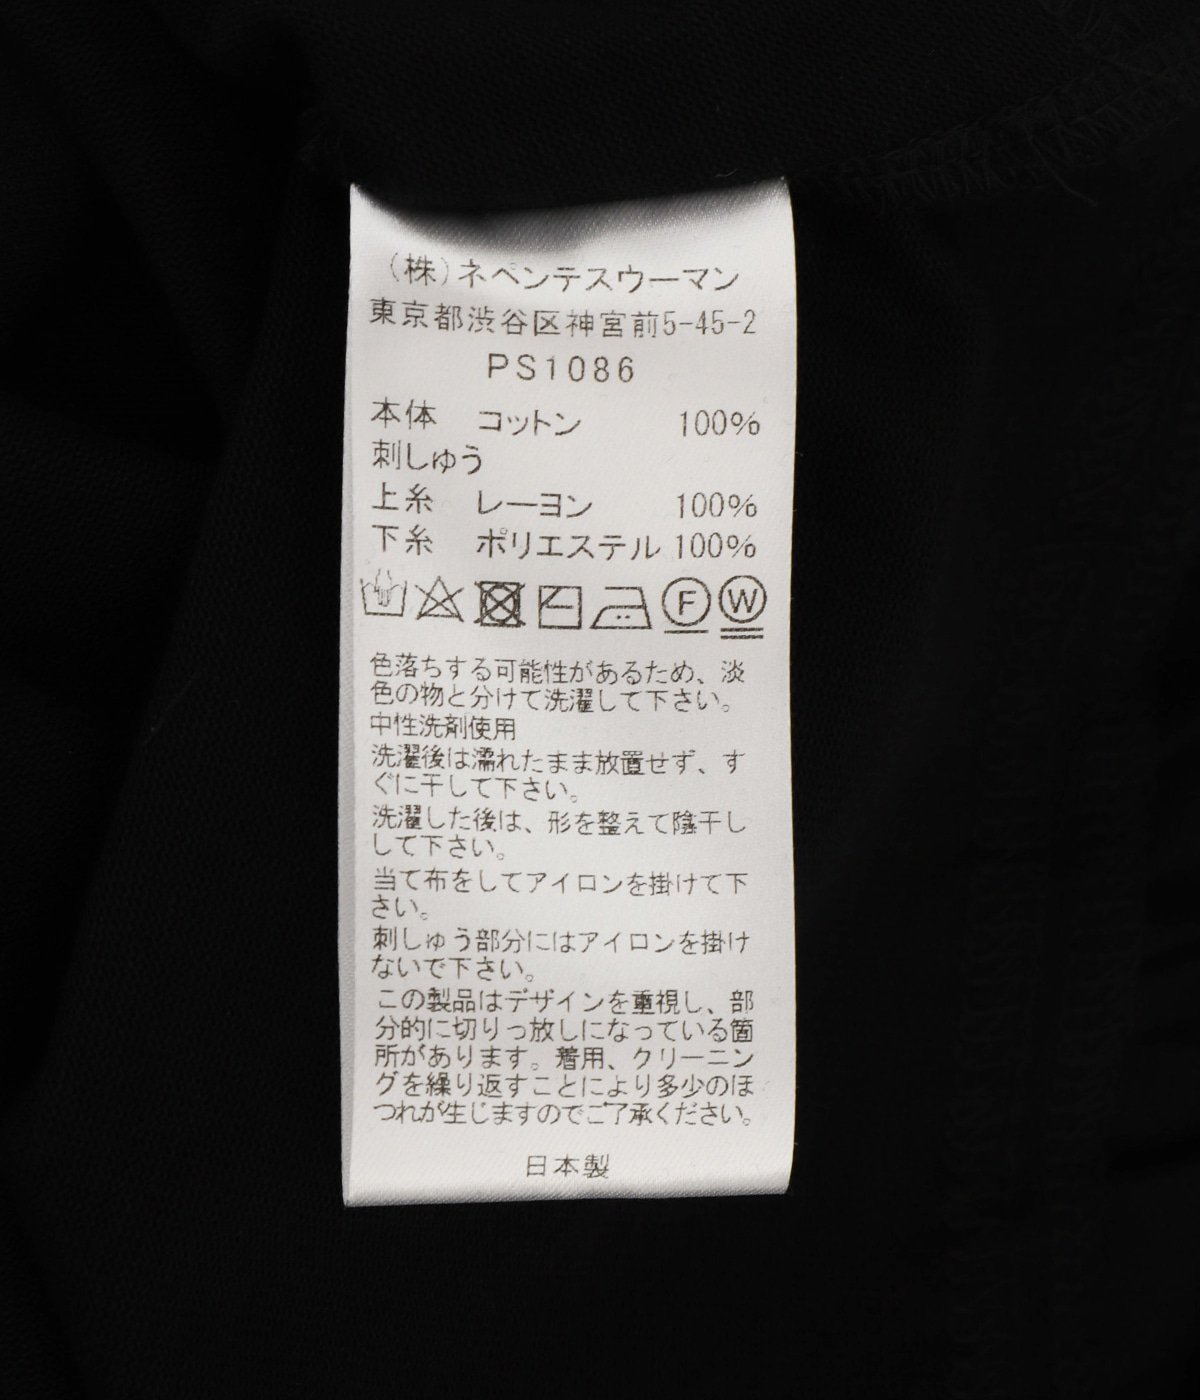 (株)ネペンテスウーマン
東京都渋谷区神宮前5-45-2
PS1086
本体 コットン 100%
刺しゅう
上糸 レーヨン 100%
下糸 ポリエステル 100%
F W
色落ちする可能性があるため、淡
色の物と分けて洗濯して下さい。
中性洗剤使用
洗濯後は濡れたまま放置せず、す
ぐに干して下さい。
洗濯した後は、形を整えて陰干し
して下さい。
当て布をしてアイロンを掛けて下
さい。
刺しゅう部分にはアイロンを掛け
ないで下さい。
この製品はデザインを重視し、部
分的に切りっ放しになっている箇
所があります。着用、クリーニン
グを繰り返すことにより多少のほ
つれが生じますのでご了承ください。
日本製